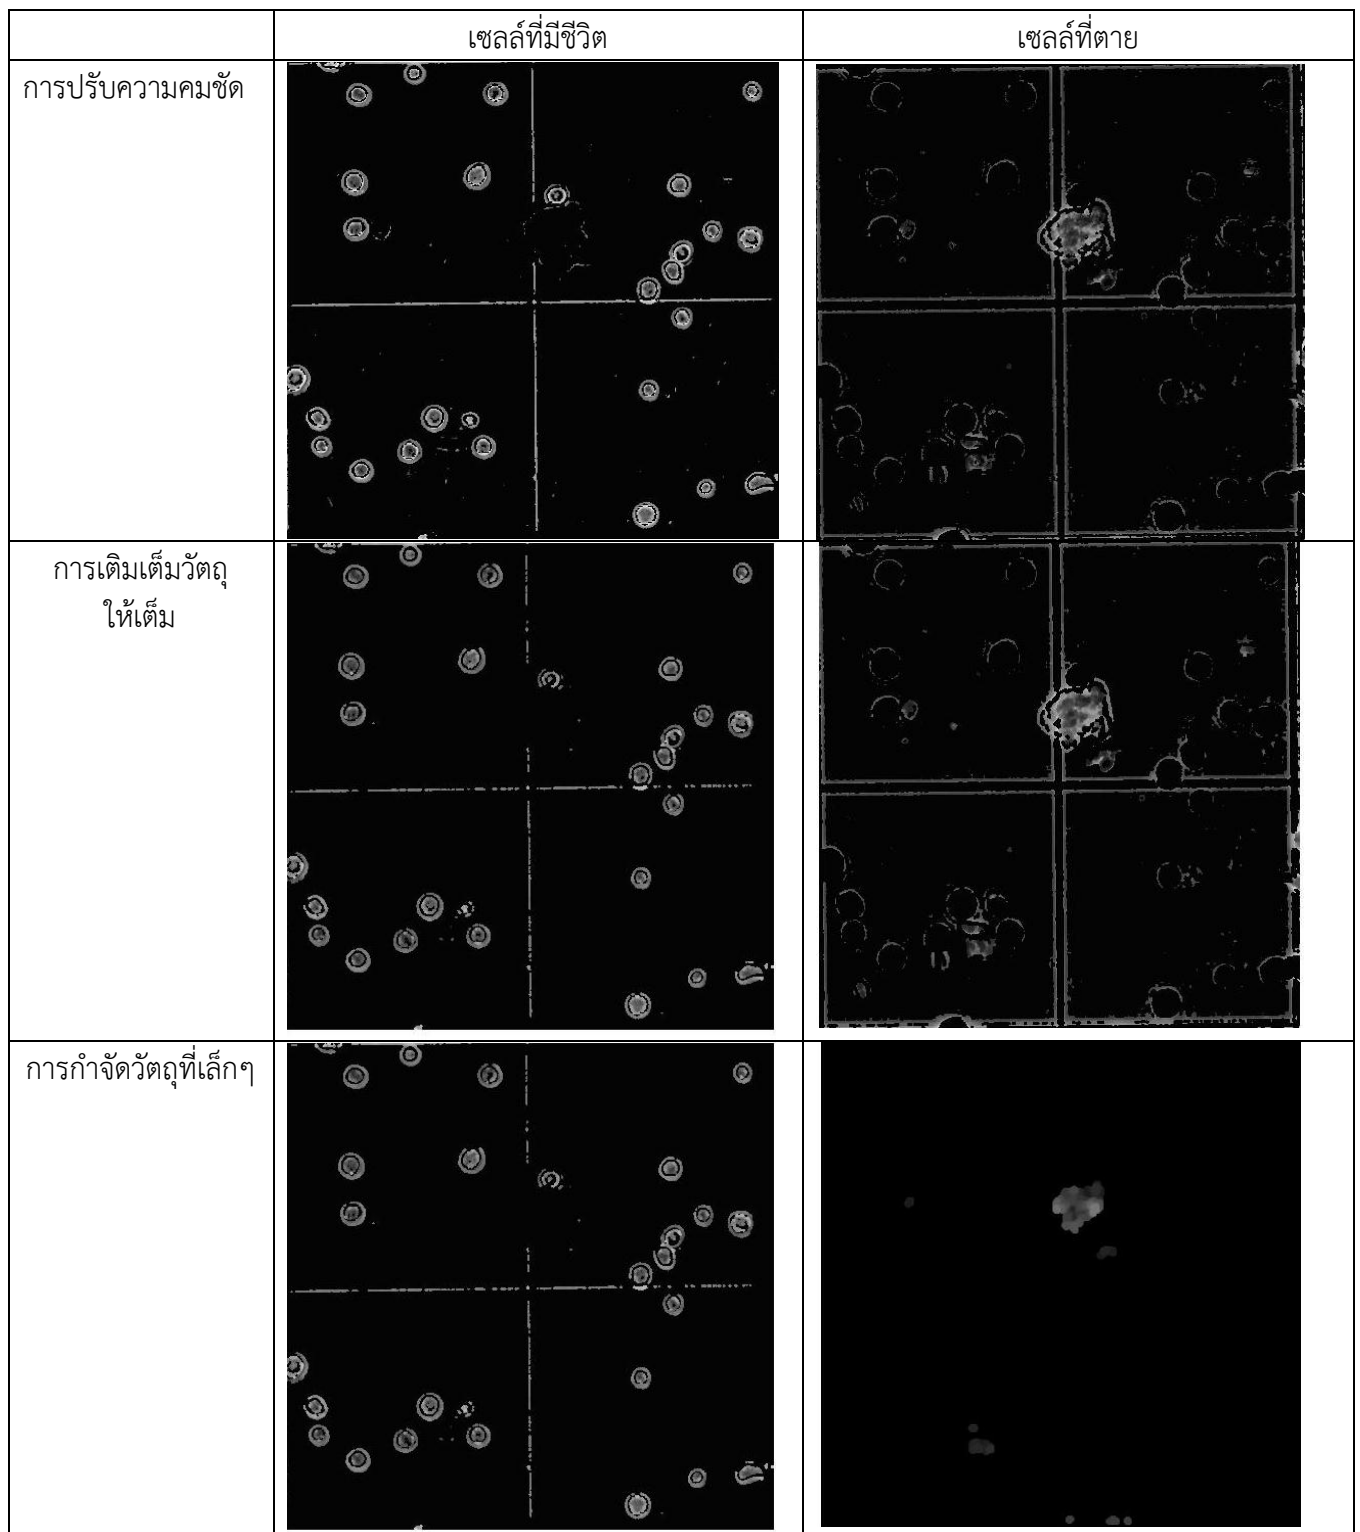 เซลล์ที่มีชีวิต
เซลล์ที่ตาย
การปรับความคมชัด
การเติมเต็มวัตถุ
ให้เต็ม
การกำจัดวัตถุที่เล็กๆ